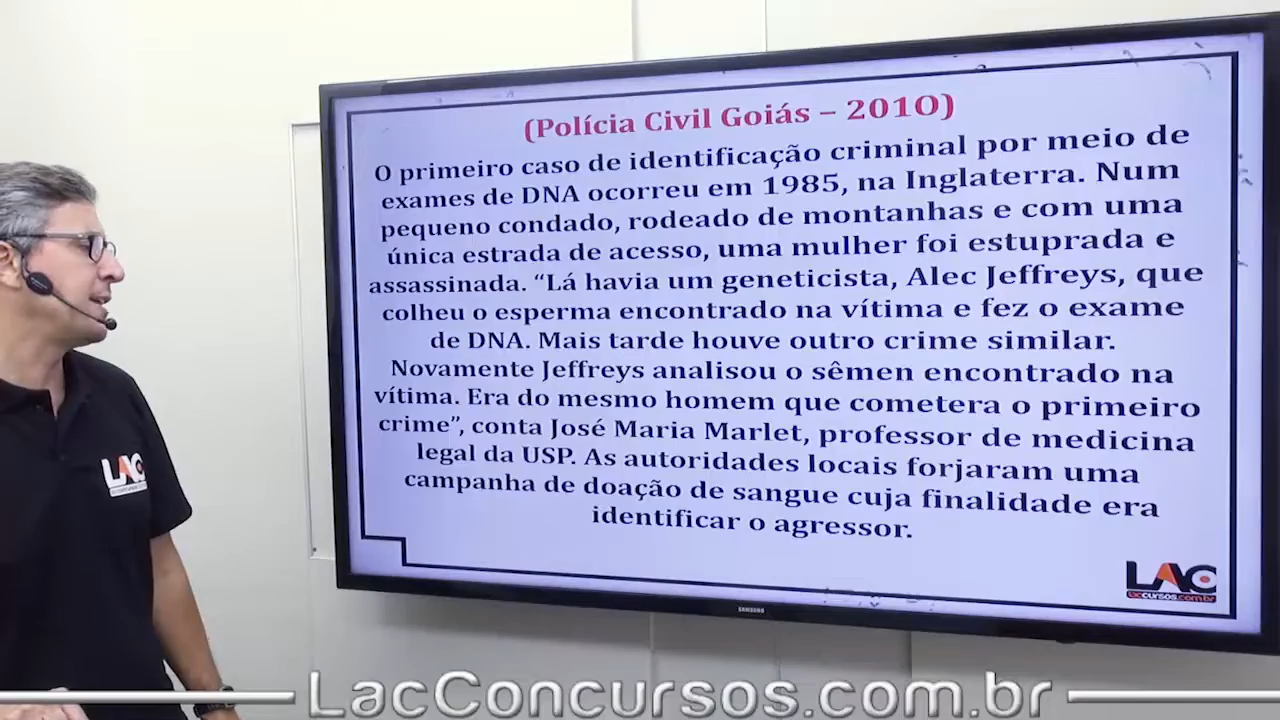 (Polícia Civil Goiás – 2010)
O primeiro caso de identificação criminal por meio de
exames de DNA ocorreu em 1985, na Inglaterra. Num
pequeno condado, rodeado de montanhas e com uma
única estrada de acesso, uma mulher foi estuprada e
assassinada. “Lá havia um geneticista, Alec Jeffreys, que
colheu o esperma encontrado na vítima e fez o exame
de DNA. Mais tarde houve outro crime similar.
Novamente Jeffreys analisou o sêmen encontrado na
vítima. Era do mesmo homem que cometera o primeiro
crime”, conta José Maria Marlet, professor de medicina
legal da USP. As autoridades locais forjaram uma
campanha de doação de sangue cuja finalidade era
identificar o agressor.
LAC
laccursos.com.br
SAMSUNG
LAC
LacConcursos.com.br